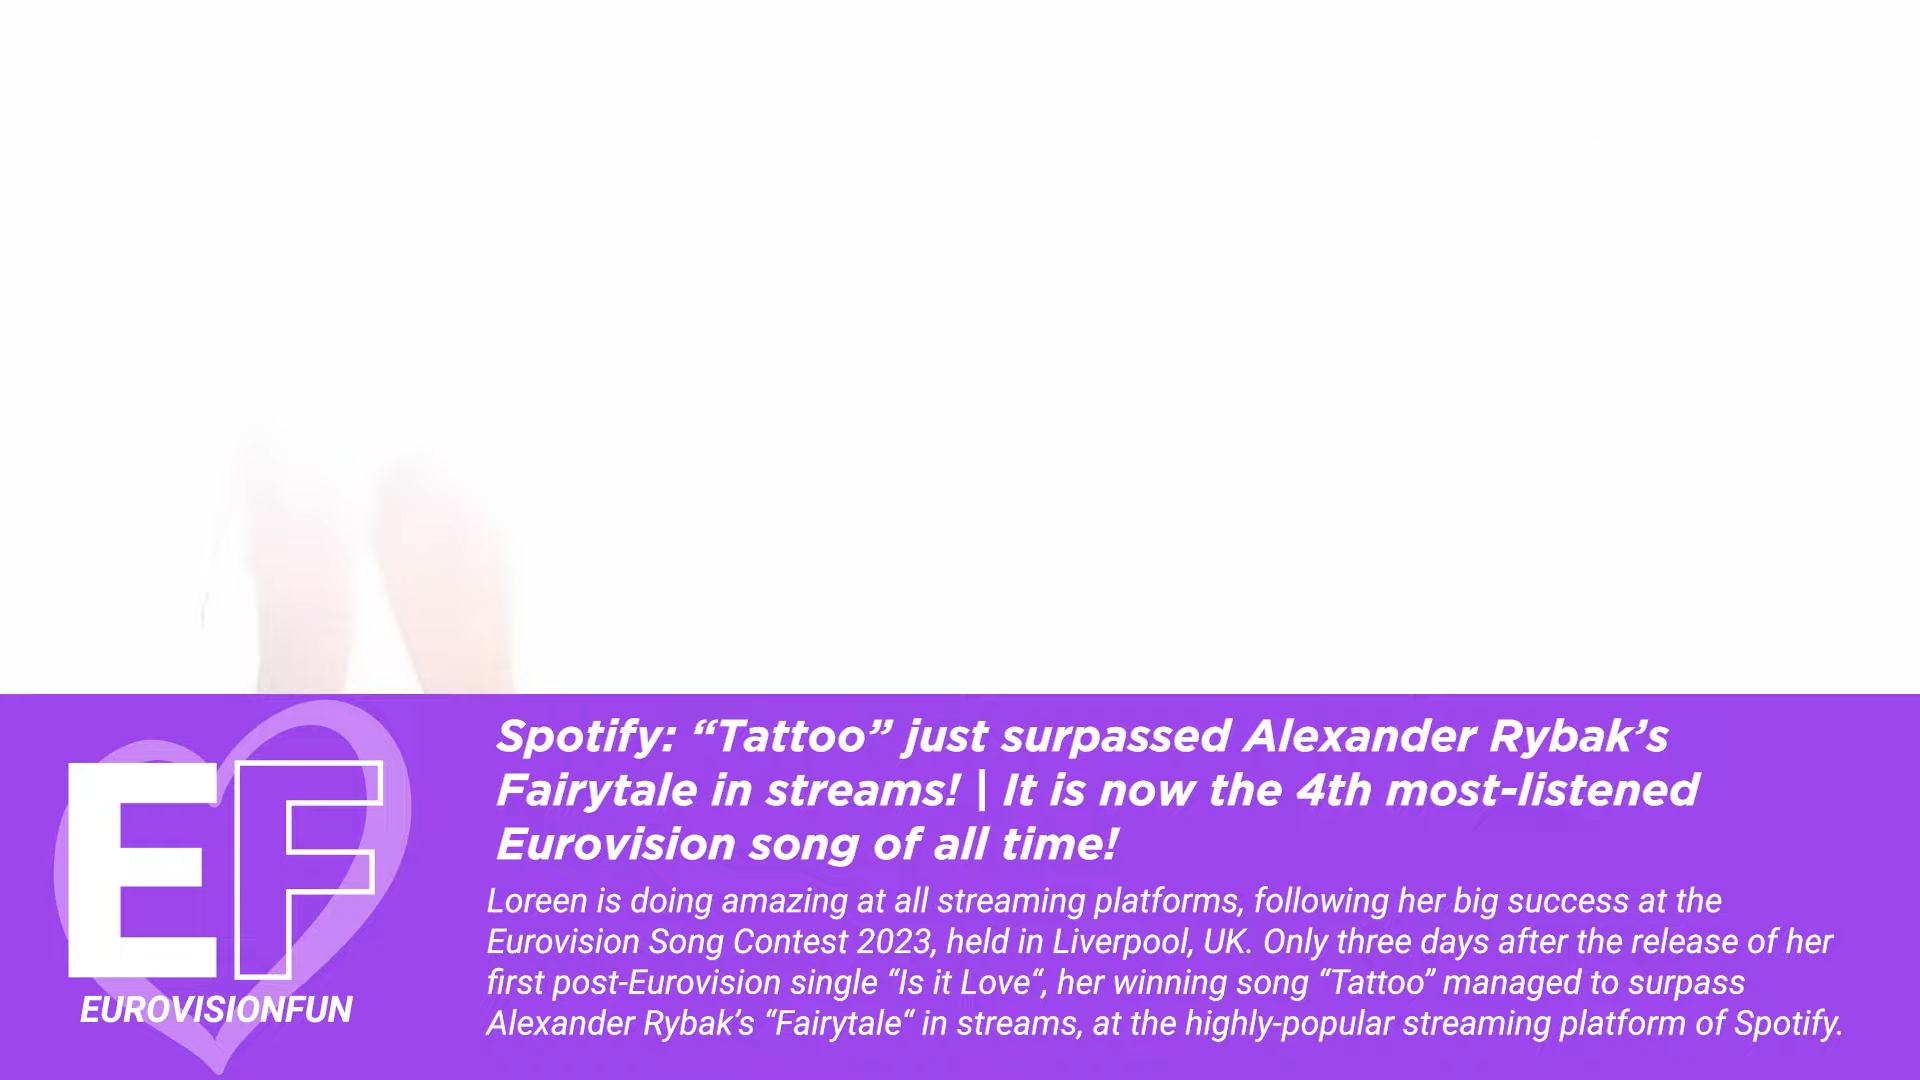 Spotify: “Tattoo” just surpassed Alexander Rybak’s
Fairytale in streams! | It is now the 4th most-listened
Eurovision song of all time!
Loreen is doing amazing at all streaming platforms, following her big success at the
Eurovision Song Contest 2023, held in Liverpool, UK. Only three days after the release of her
first post-Eurovision single “Is it Love“, her winning song “Tattoo” managed to surpass
Alexander Rybak’s “Fairytale“ in streams, at the highly-popular streaming platform of Spotify.
EF
EUROVISIONFUN